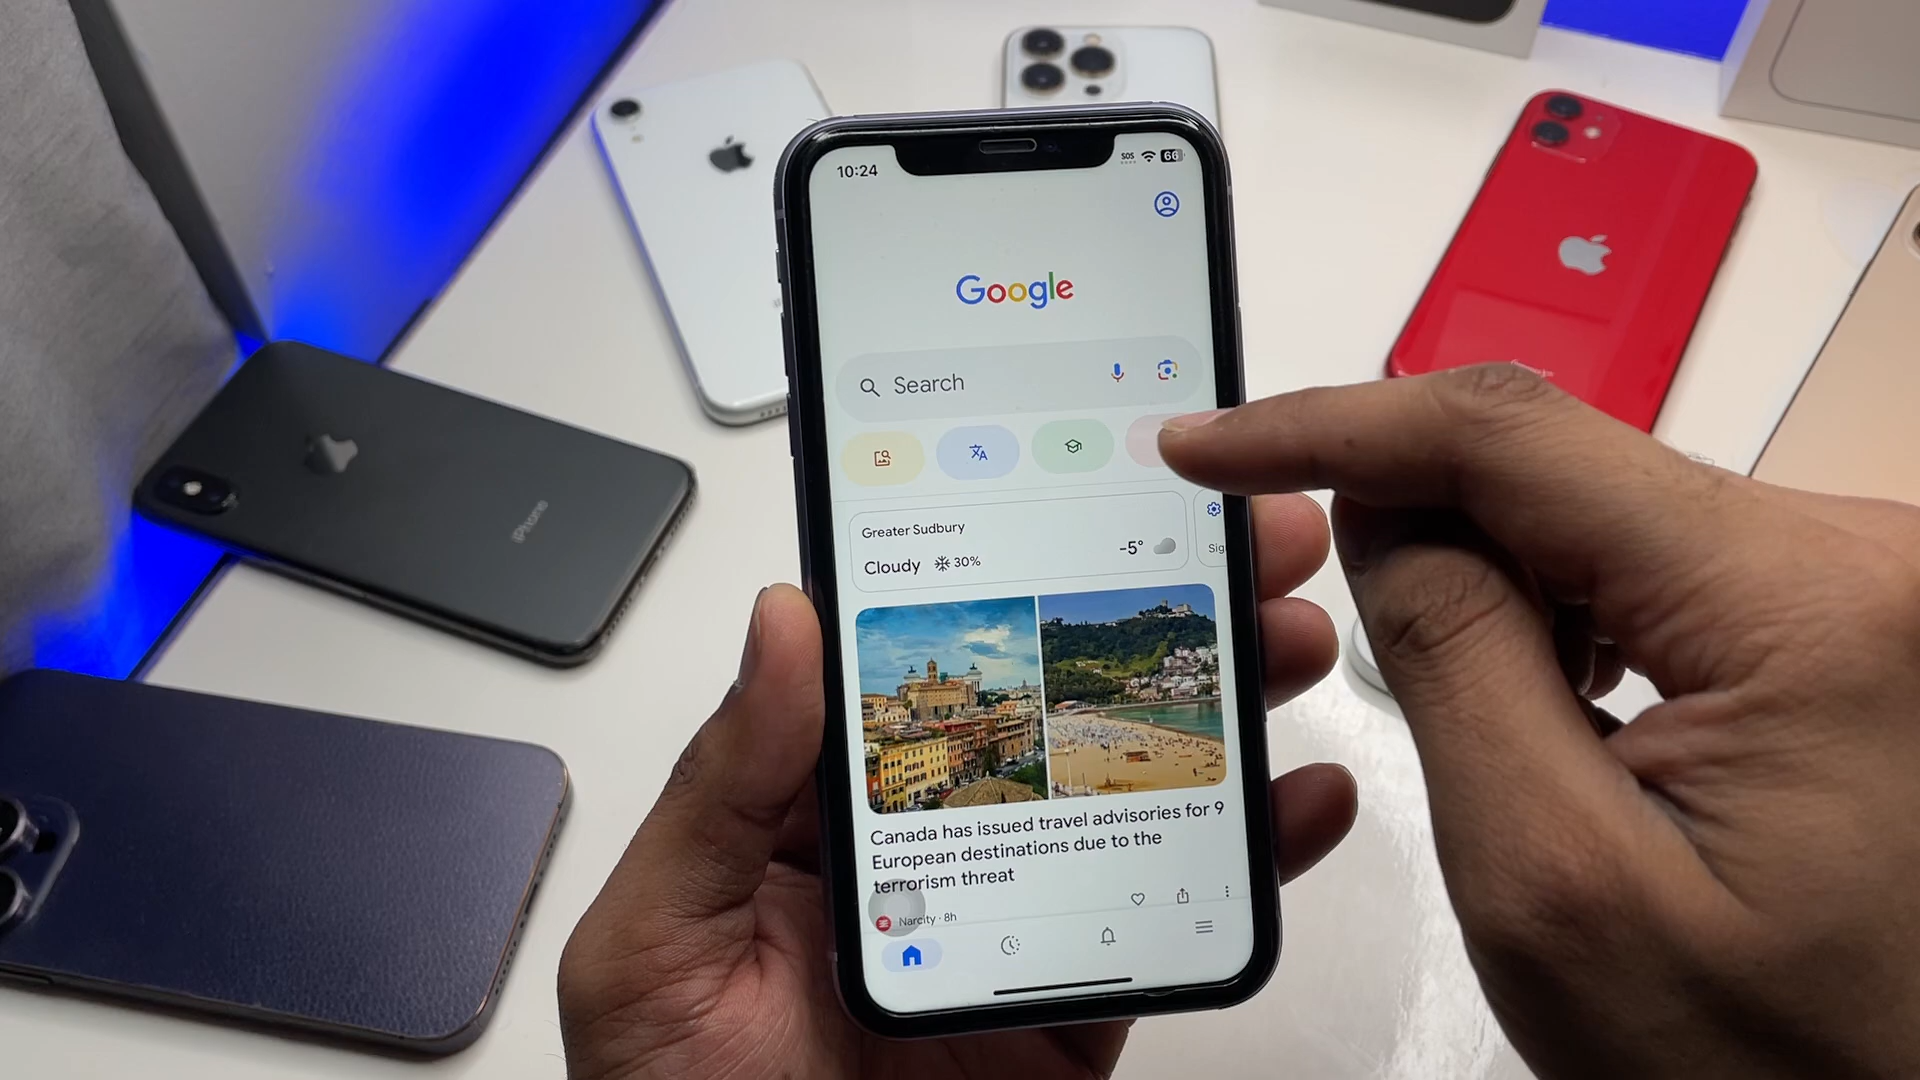 10:24
SOS
66
Google
Search
Greater Sudbury
Cloudy
30%
-5°
Sig
Canada has issued travel advisories for 9
European destinations due to the
terrorism threat
Narcity · 8h
iPhone